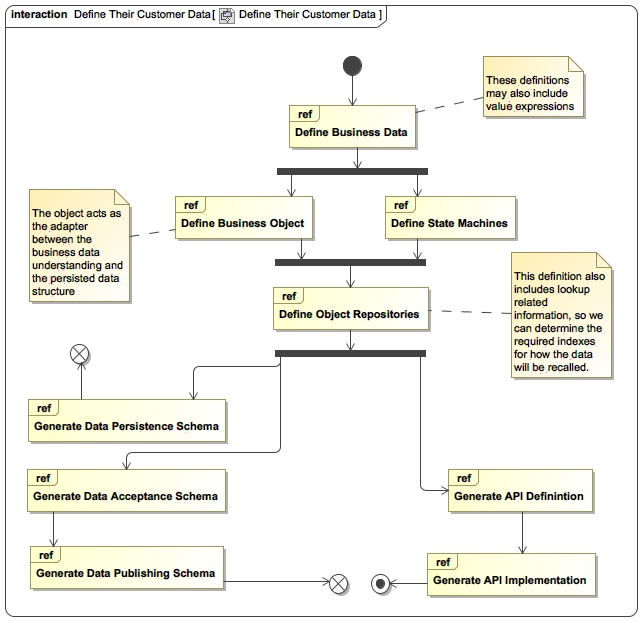 interaction Define Their Customer Data[ Define Their Customer Data ]
These definitions
may also include
value expressions
ref
Define Business Data
ref
Define Business Object
ref
Define State Machines
The object acts as
the adapter
between the
business data
understanding and
the persisted data
structure
This definition also
includes lookup
related
information, so we
can determine the
required indexes
for how the data
will be recalled.
ref
Define Object Repositories
ref
Generate Data Persistence Schema
ref
Generate Data Acceptance Schema
ref
Generate API Definintion
ref
Generate Data Publishing Schema
ref
Generate API Implementation